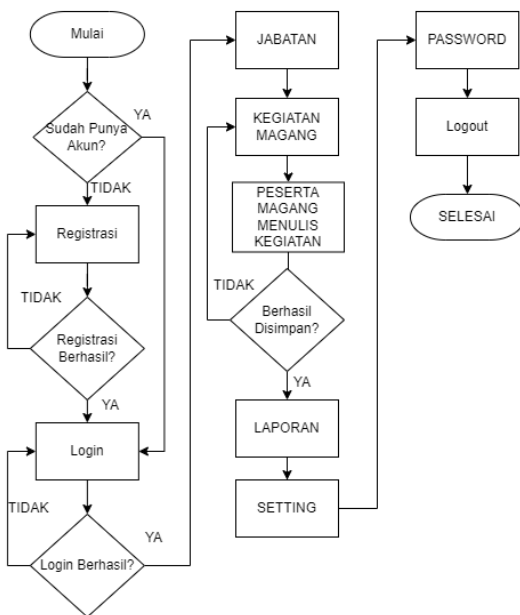 Mulai
Sudah Punya
Akun?
YA
TIDAK
Registrasi
TIDAK
Registrasi
Berhasil?
YA
Login
TIDAK
Login Berhasil?
YA
JABATAN
KEGIATAN
MAGANG
PESERTA
MAGANG
MENULIS
KEGIATAN
TIDAK
Berhasil
Disimpan?
YA
LAPORAN
SETTING
PASSWORD
Logout
SELESAI